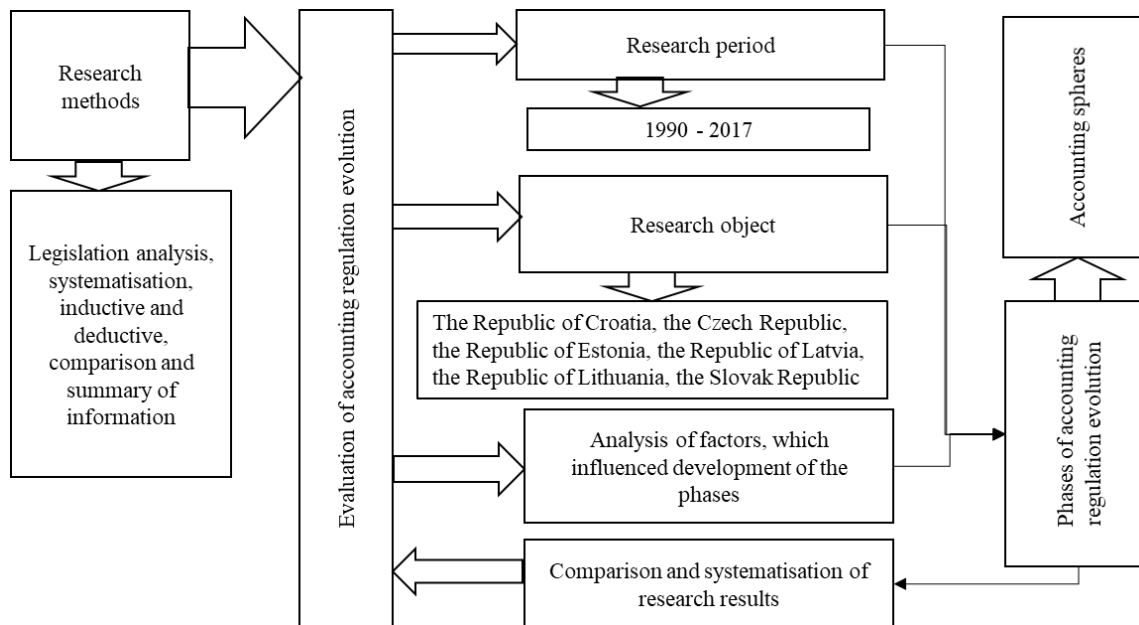 Research
methods
Legislation analysis,
systematisation,
inductive and
deductive,
comparison and
summary of
information
Evaluation of accounting regulation evolution
Research period
1990 - 2017
Research object
The Republic of Croatia, the Czech Republic,
the Republic of Estonia, the Republic of Latvia,
the Republic of Lithuania, the Slovak Republic
Analysis of factors, which
influenced development of the
phases
Comparison and systematisation of
research results
Accounting spheres
Phases of accounting
regulation evolution